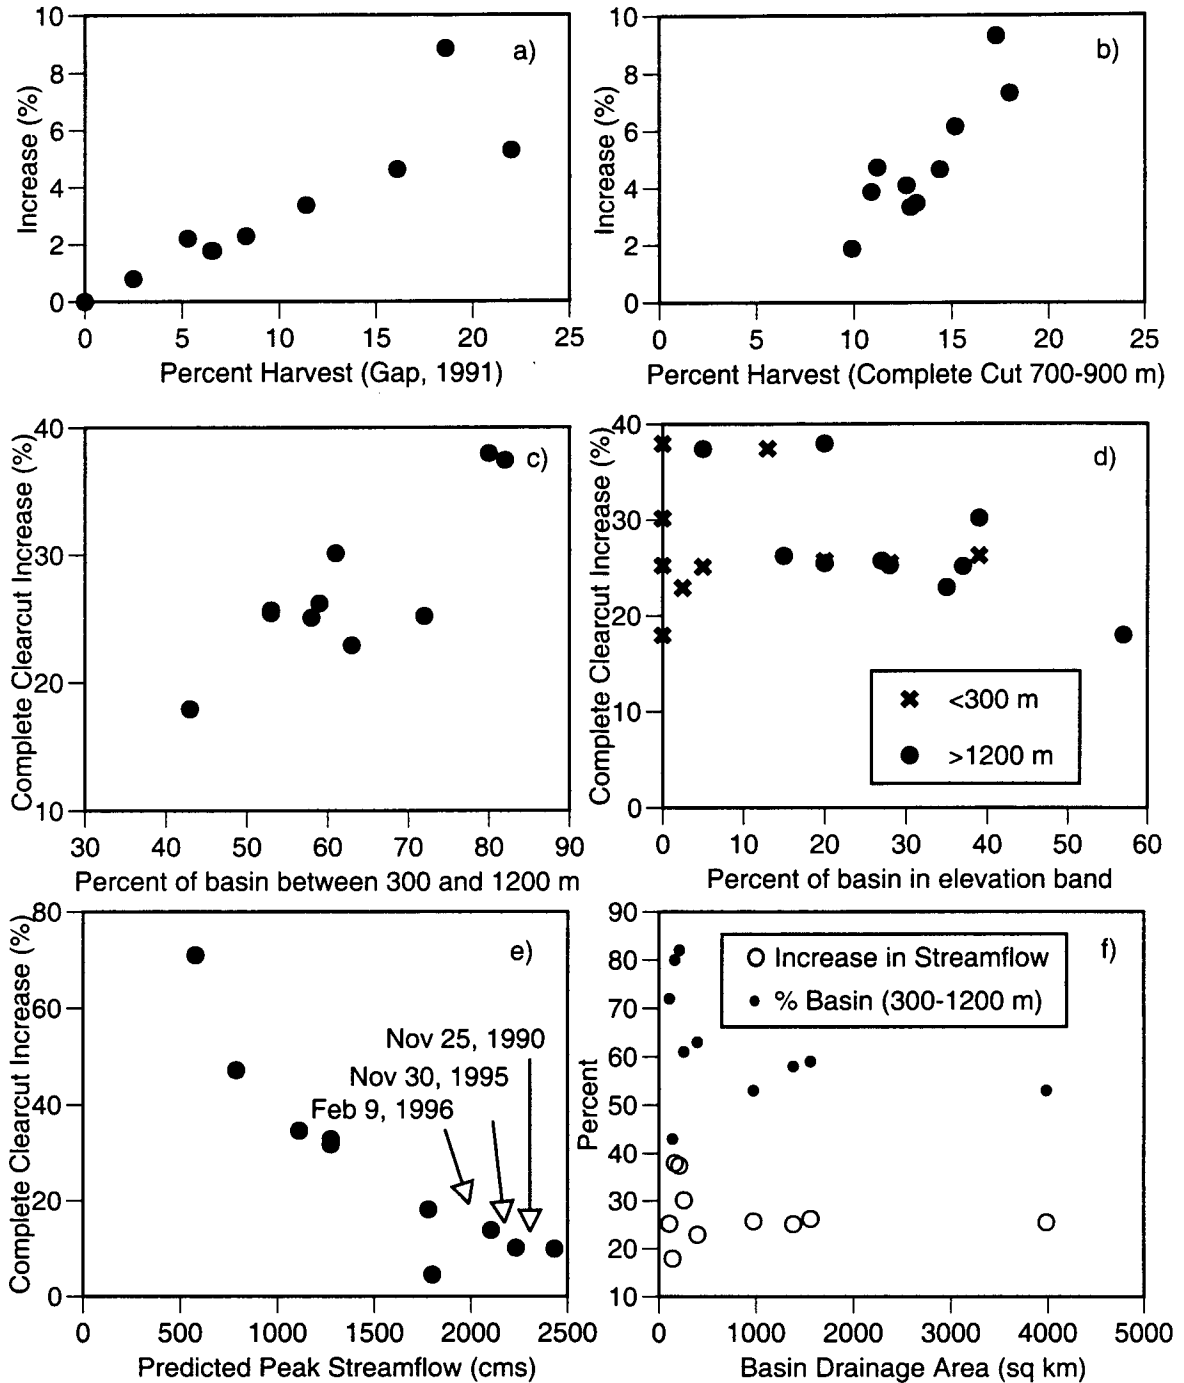 10
8
6
4
2
0
Increase (%)
a)
0 5 10 15 20 25
Percent Harvest (Gap, 1991)
10
8
6
4
2
0
Increase (%)
b)
0 5 10 15 20 25
Percent Harvest (Complete Cut 700-900 m)
40
30
20
10
Complete Clearcut Increase (%)
c)
30 40 50 60 70 80 90
Percent of basin between 300 and 1200 m
40
30
20
10
0
Complete Clearcut Increase (%)
d)
<300 m
>1200 m
0 10 20 30 40 50 60
Percent of basin in elevation band
80
60
40
20
0
Complete Clearcut Increase (%)
e)
Nov 25, 1990
Nov 30, 1995
Feb 9, 1996
0 500 1000 1500 2000 2500
Predicted Peak Streamflow (cms)
90
80
70
60
50
40
30
20
10
Percent
f)
Increase in Streamflow
% Basin (300-1200 m)
0 1000 2000 3000 4000 5000
Basin Drainage Area (sq km)